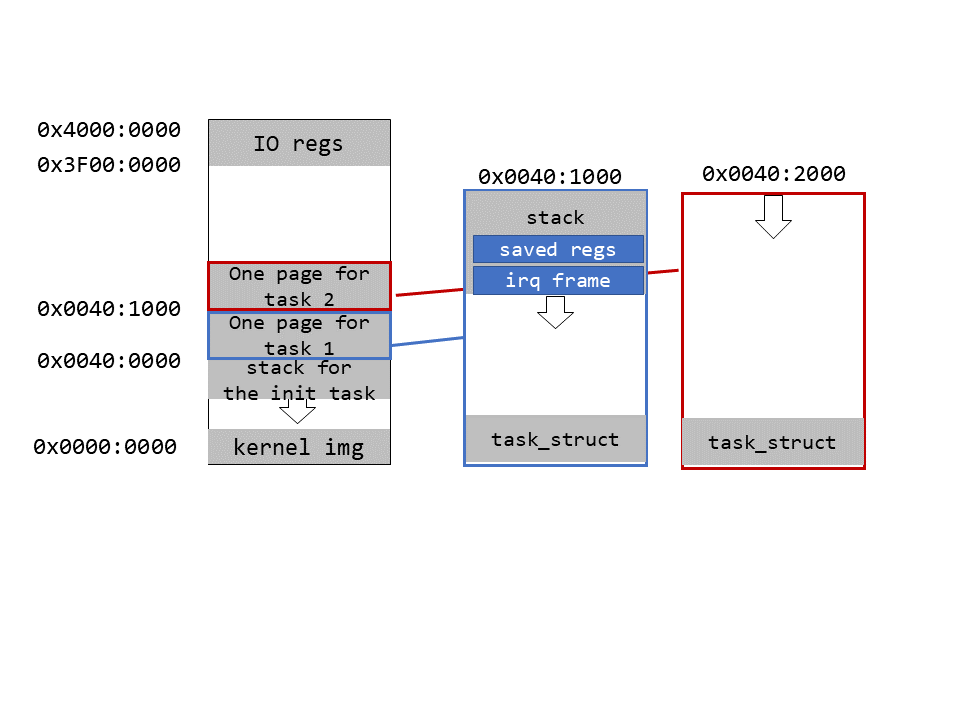 0x4000:0000
IO regs
0x3F00:0000
One page for
task 2
0x0040:1000
One page for
task 1
0x0040:0000
stack for
the init task
0x0000:0000
kernel img
0x0040:1000
stack
saved regs
irq frame
task_struct
0x0040:2000
task_struct